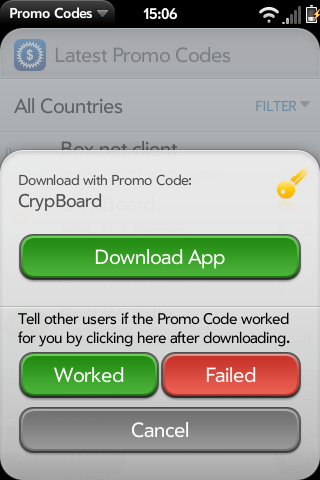 Promo Codes
15:06
Latest Promo Codes
All Countries
FILTER
Box not client
Download with Promo Code:
CrypBoard
Download App
Tell other users if the Promo Code worked
for you by clicking here after downloading.
Worked
Failed
Cancel